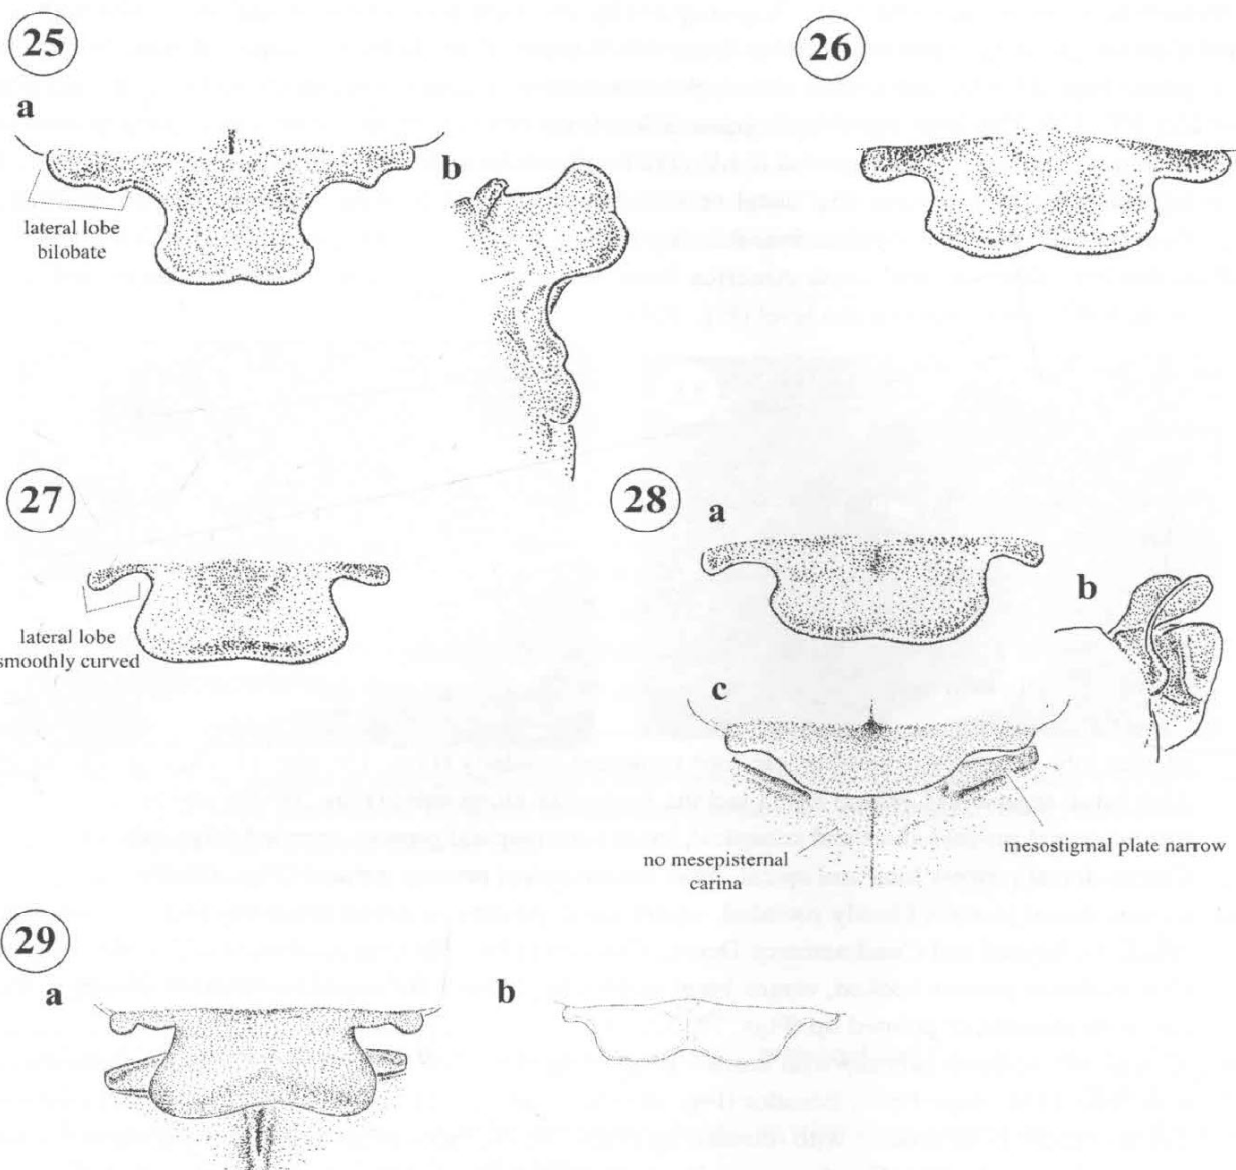 25
26
a
b
lateral lobe
bilobate
27
28
a
b
lateral lobe
smoothly curved
c
mesostigmal plate narrow
no mesepisternal
carina
29
a
b